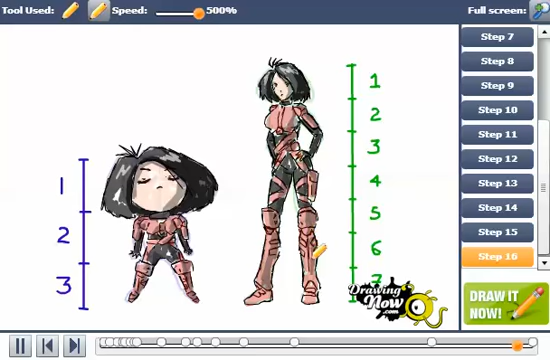 Tool Used:
Speed:
500%
Full screen:
Step 7
Step 8
Step 9
Step 10
Step 11
Step 12
Step 13
Step 14
Step 15
Step 16
1
2
3
1
2
3
4
5
6
7
Drawing
Now.com
DRAW IT
NOW!